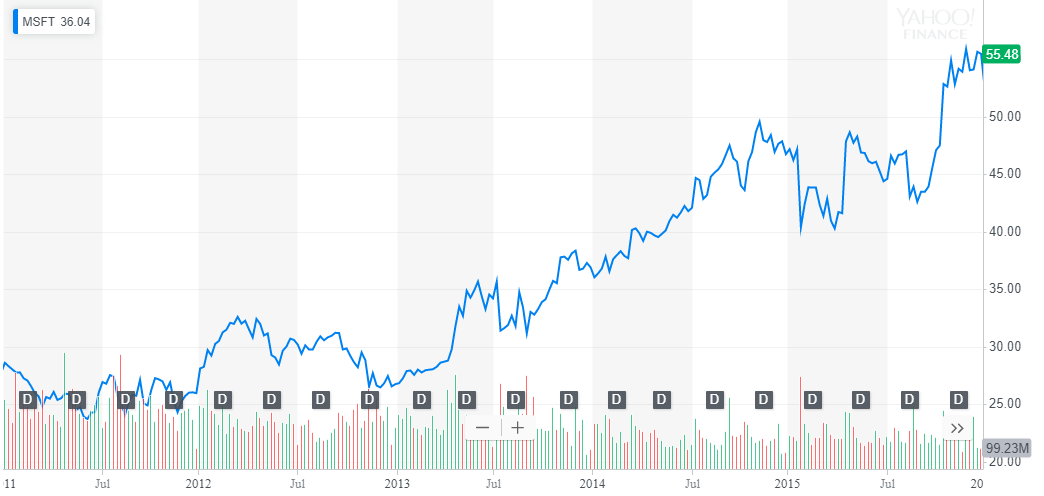 MSFT 36.04
YAHOO!
FINANCE
55.48
50.00
45.00
40.00
35.00
30.00
25.00
D D D D D D D D D D D D D D D D D D D D
99.23M
20.00
011 Jul 2012 Jul 2013 Jul 2014 Jul 2015 Jul 20